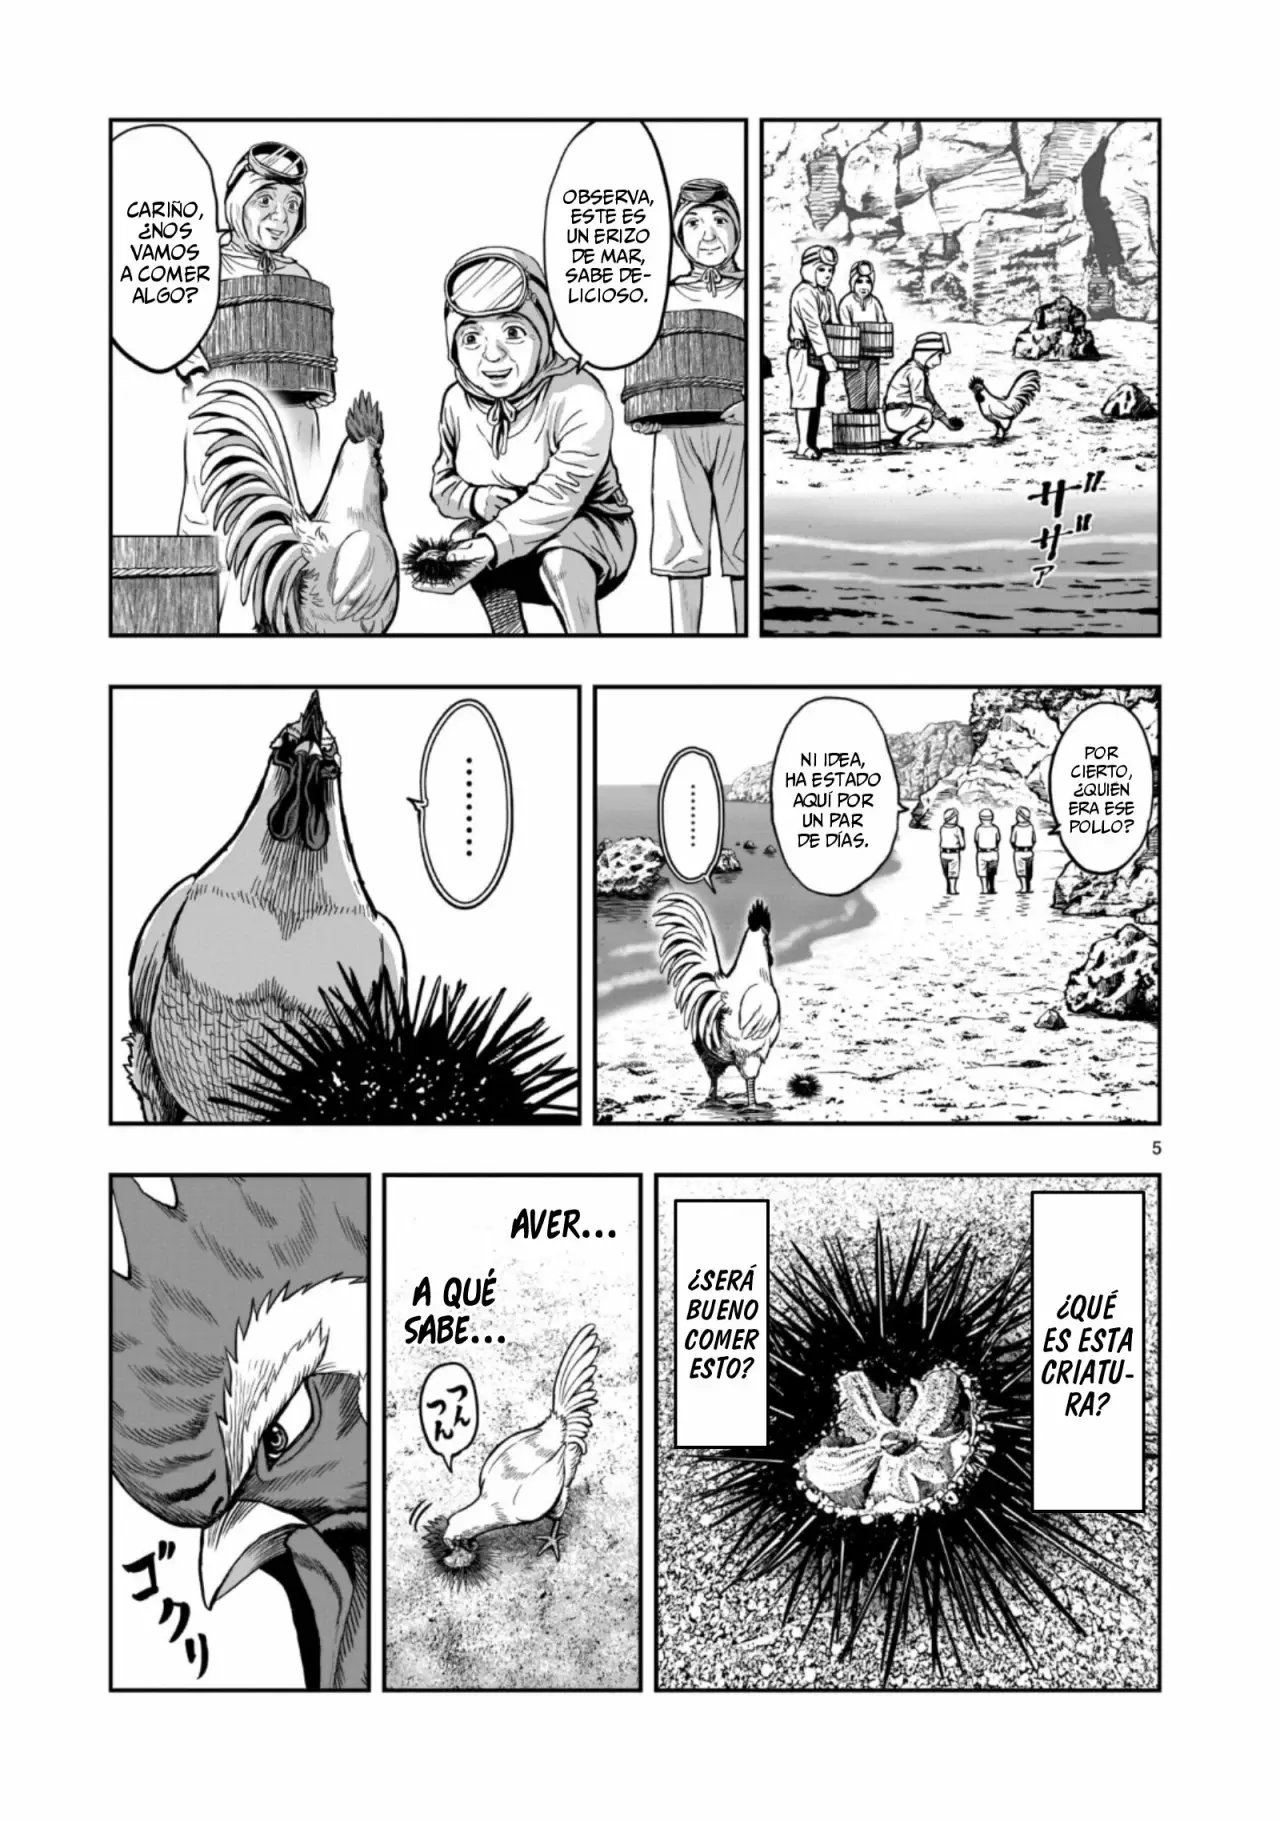 ザザ
ザザ
ァ
OBSERVA,
ESTE ES
UN ERIZO
DE MAR,
SABE DE-
LICIOSO.
CARIÑO,
¿NOS
VAMOS
A COMER
ALGO?
POR
CIERTO,
¿QUIEN
ERA ESE
POLLO?
NI IDEA,
HA ESTADO
AQUÍ POR
UN PAR
DE DÍAS.
..........
..........
5
¿QUÉ
ES ESTA
CRIATU-
RA?
¿SERÁ
BUENO
COMER
ESTO?
AVER...
A QUÉ
SABE...
つん
つん
ゴクリ